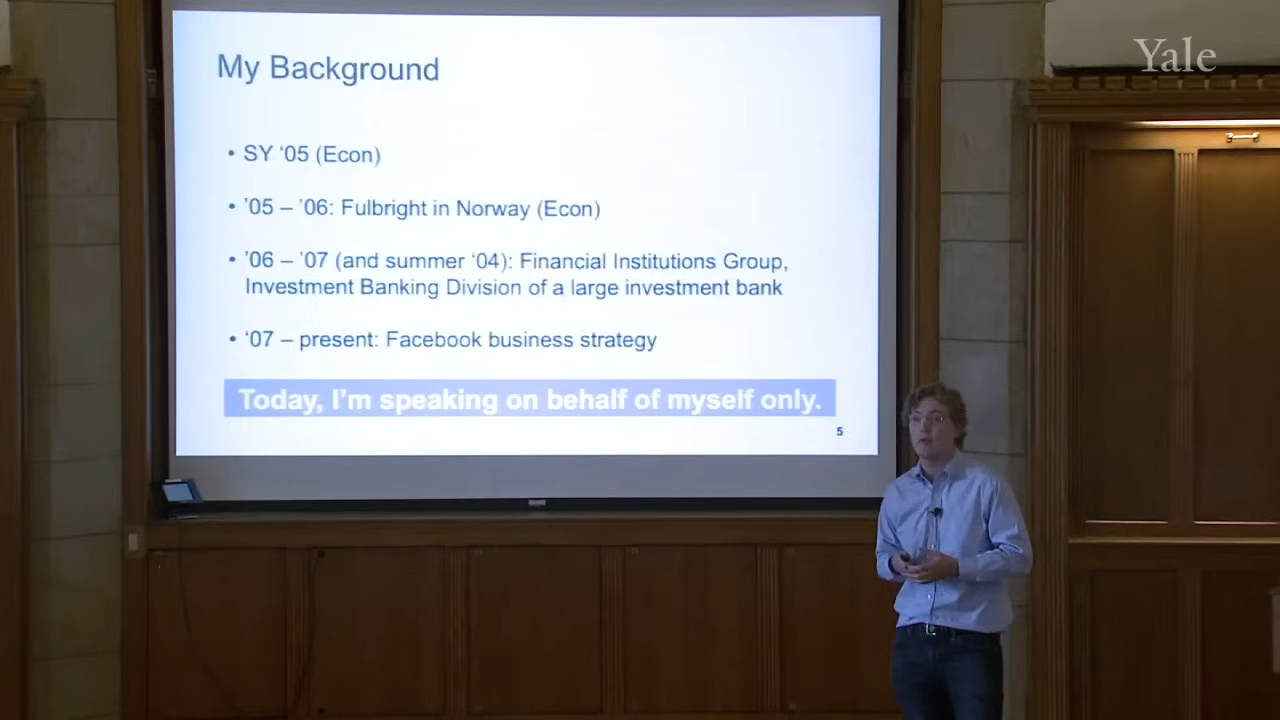 Yale
My Background
• SY ‘05 (Econ)
• ’05 – ’06: Fulbright in Norway (Econ)
• ’06 – ’07 (and summer ‘04): Financial Institutions Group,
Investment Banking Division of a large investment bank
• ‘07 – present: Facebook business strategy
Today, I’m speaking on behalf of myself only.
5